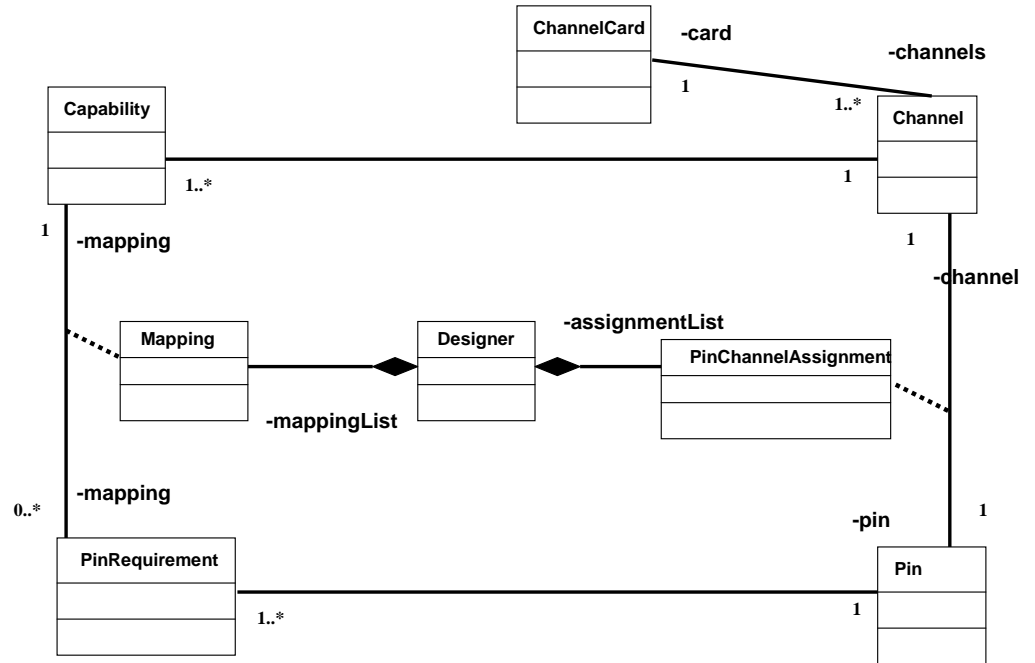 ChannelCard
-card
-channels
1
1..*
Capability
Channel
1..*
1
1
-mapping
1
-channel
Mapping
Designer
-assignmentList
PinChannelAssignment
-mappingList
-mapping
0..*
-pin
1
PinRequirement
Pin
1..*
1